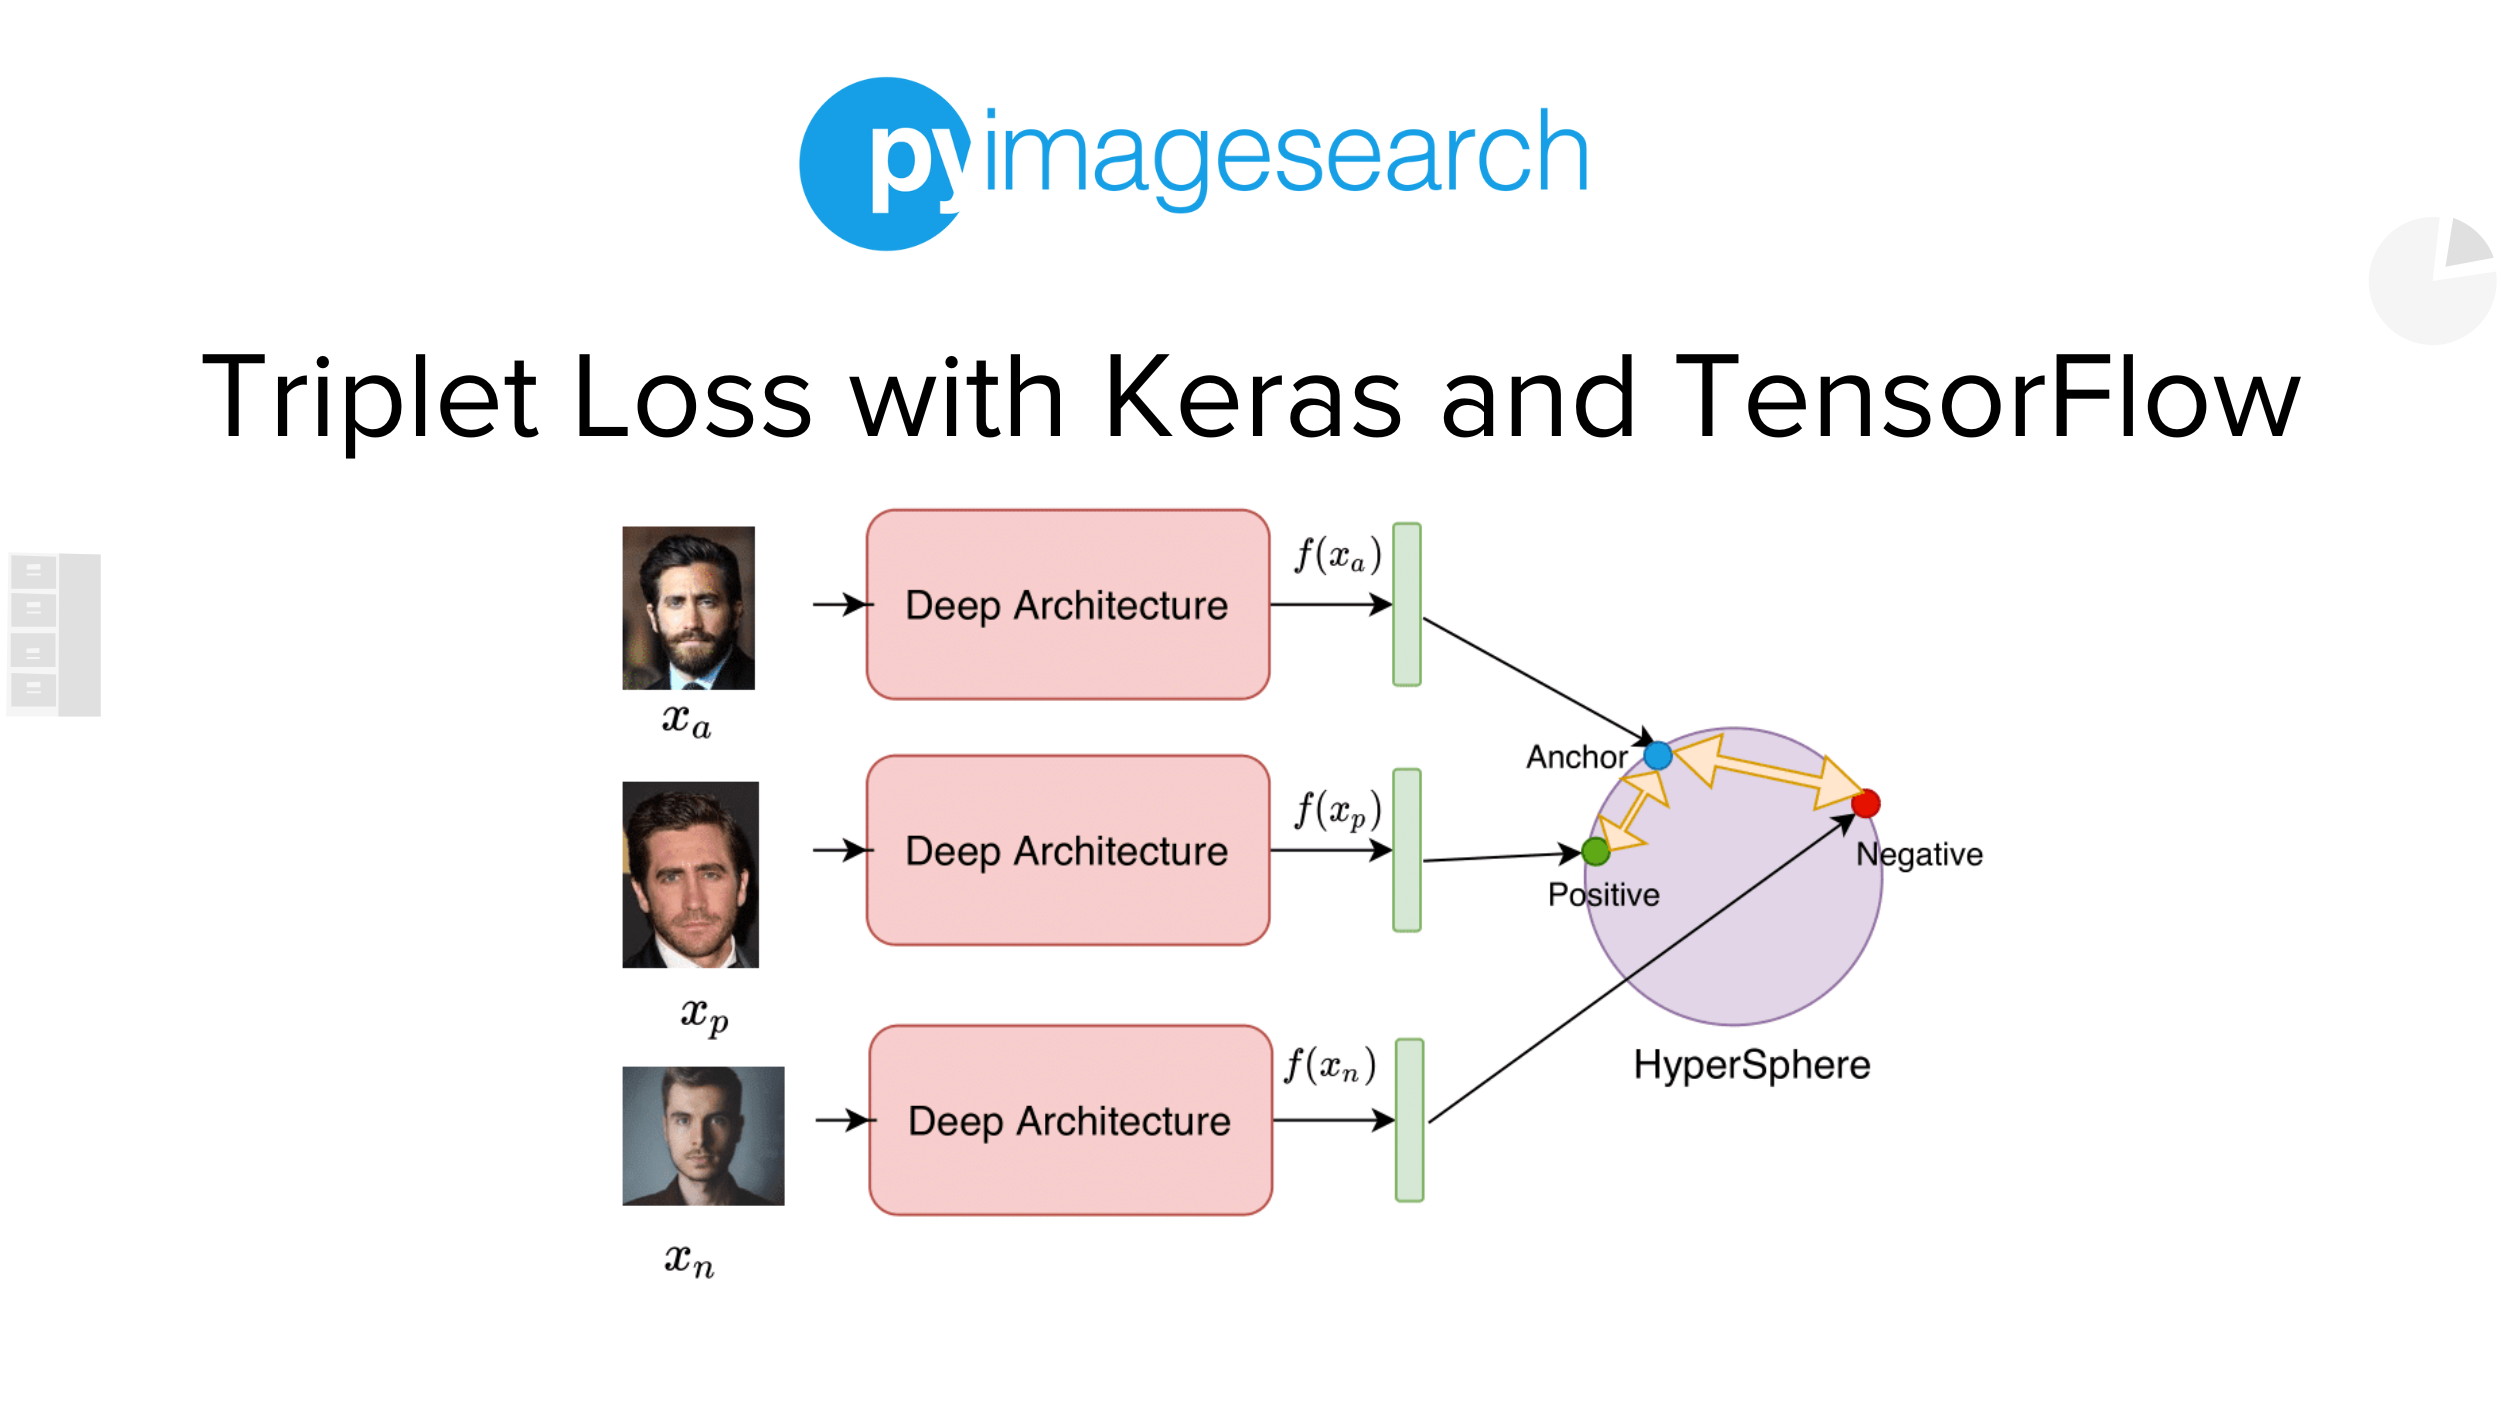 pyimagesearch
Triplet Loss with Keras and TensorFlow
Deep Architecture
f(xₐ)
xₐ
Anchor
Deep Architecture
f(xₚ)
Positive
Negative
xₚ
HyperSphere
Deep Architecture
f(xₙ)
xₙ